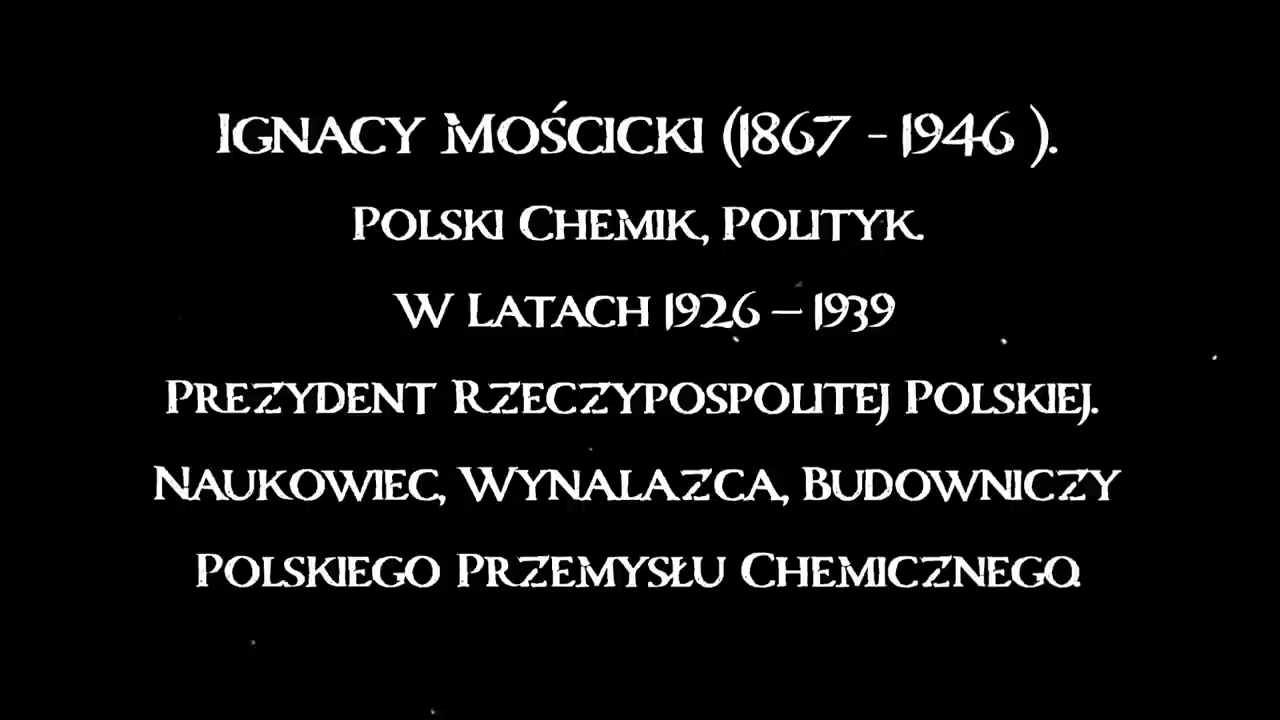 Ignacy Mościcki (1867 - 1946 ).
Polski Chemik, Polityk.
W Latach 1926 – 1939
Prezydent Rzeczypospolitej Polskiej.
Naukowiec, Wynalazca, Budowniczy
Polskiego Przemysłu Chemicznego.